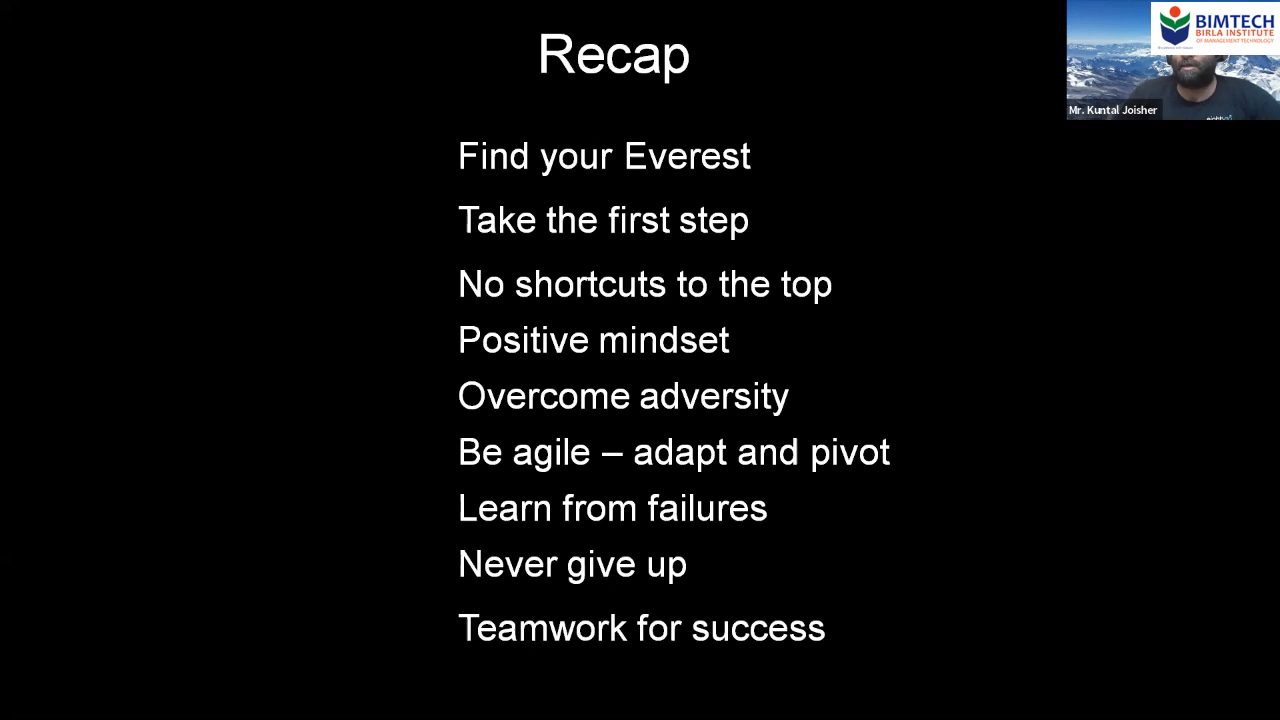 Recap
BIMTECH
BIRLA INSTITUTE
OF MANAGEMENT TECHNOLOGY
Mr. Kuntal Joisher
Find your Everest
Take the first step
No shortcuts to the top
Positive mindset
Overcome adversity
Be agile – adapt and pivot
Learn from failures
Never give up
Teamwork for success